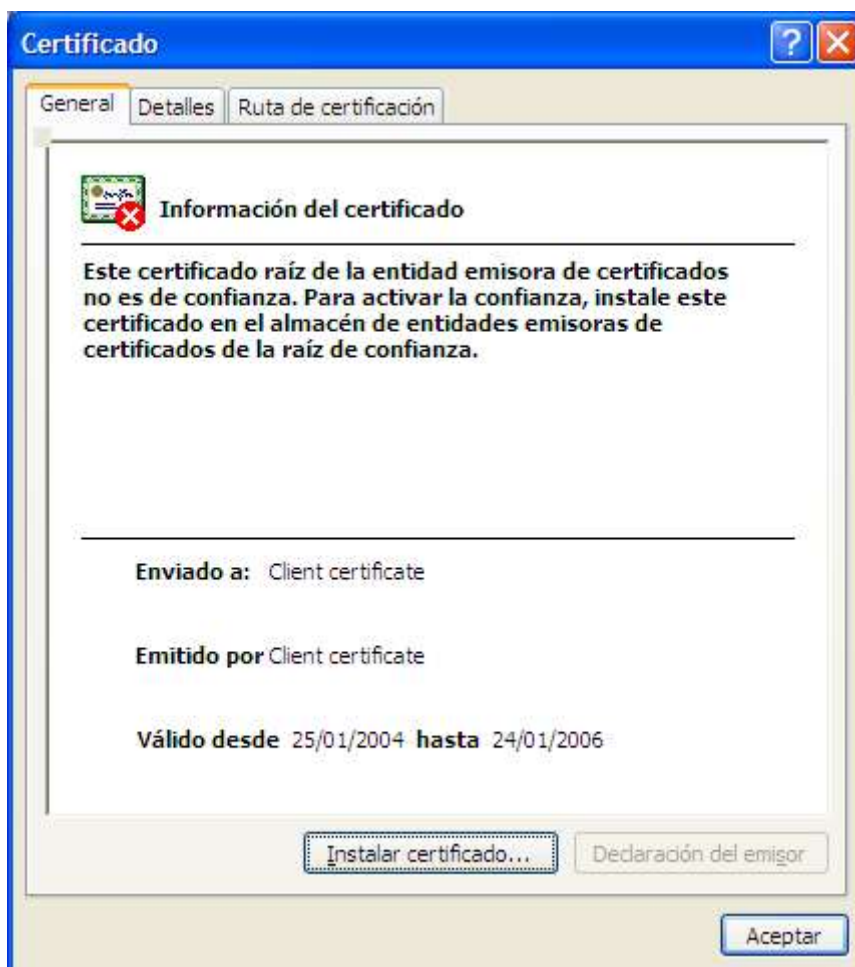 Certificado
General Detalles Ruta de certificación
Información del certificado
Este certificado raíz de la entidad emisora de certificados
no es de confianza. Para activar la confianza, instale este
certificado en el almacén de entidades emisoras de
certificados de la raíz de confianza.
Enviado a: Client certificate
Emitido por Client certificate
Válido desde 25/01/2004 hasta 24/01/2006
Instalar certificado... Declaración del emisor
Aceptar